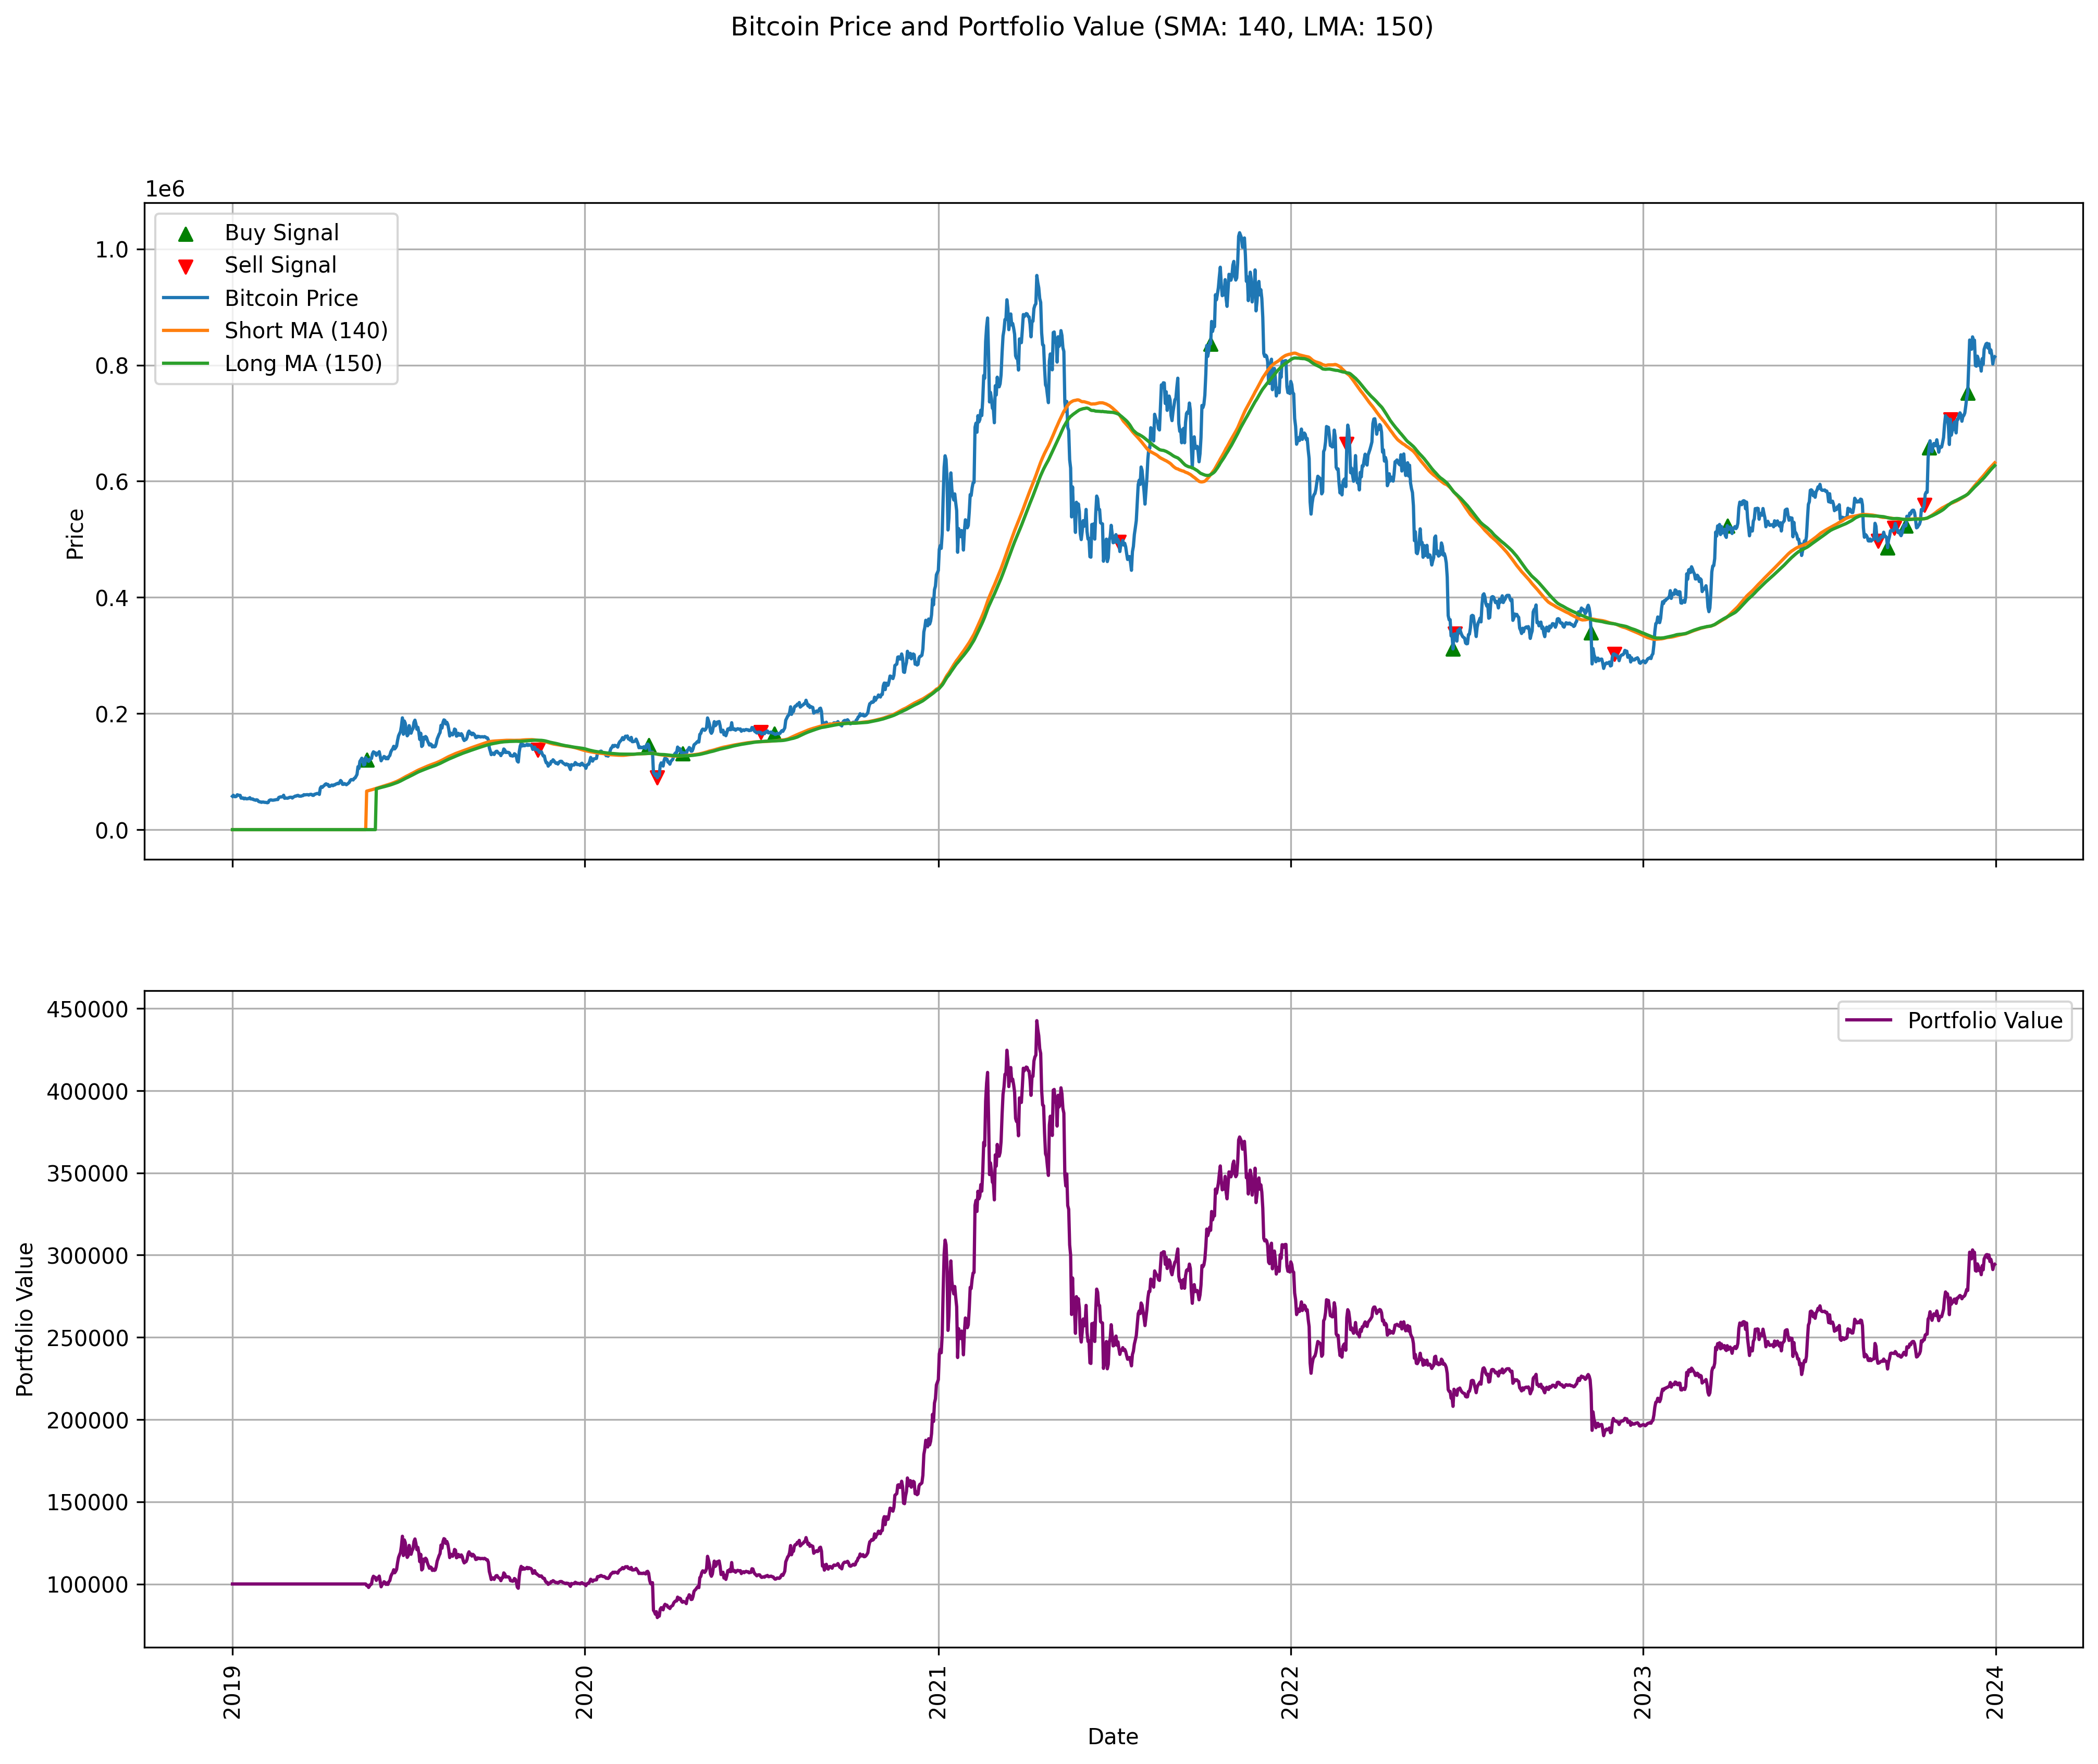 Bitcoin Price and Portfolio Value (SMA: 140, LMA: 150)
1e6
Buy Signal
Sell Signal
Bitcoin Price
Short MA (140)
Long MA (150)
1.0
0.8
0.6
0.4
0.2
0.0
Price
Portfolio Value
450000
400000
350000
300000
250000
200000
150000
100000
Portfolio Value
2019
2020
2021
2022
2023
2024
Date